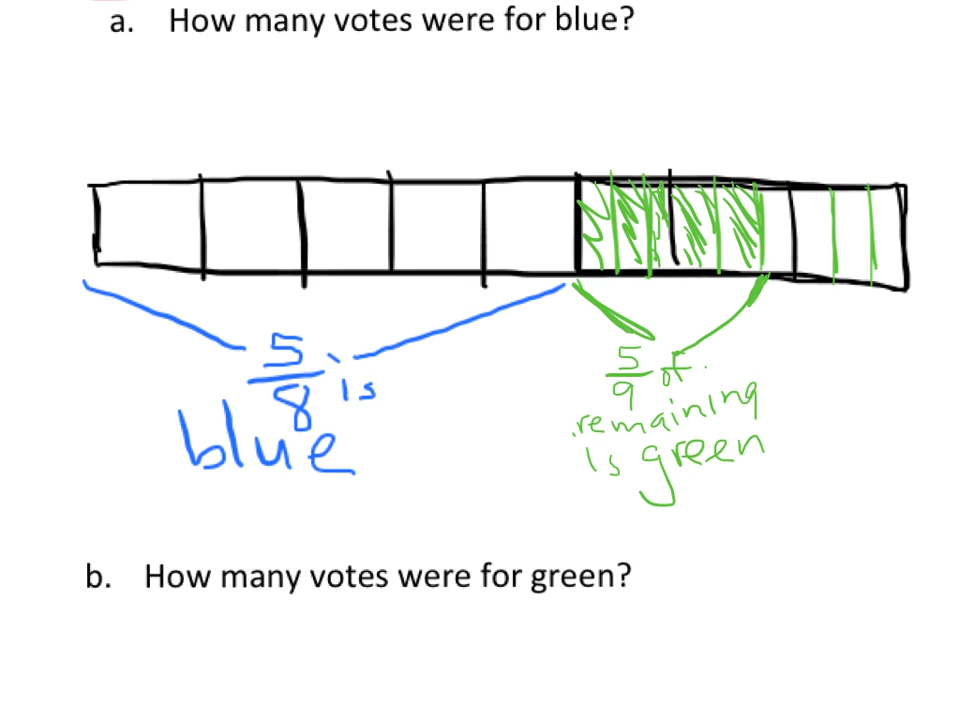 a. How many votes were for blue?
5/8 is
blue
5/9 of
remaining
is green
b. How many votes were for green?